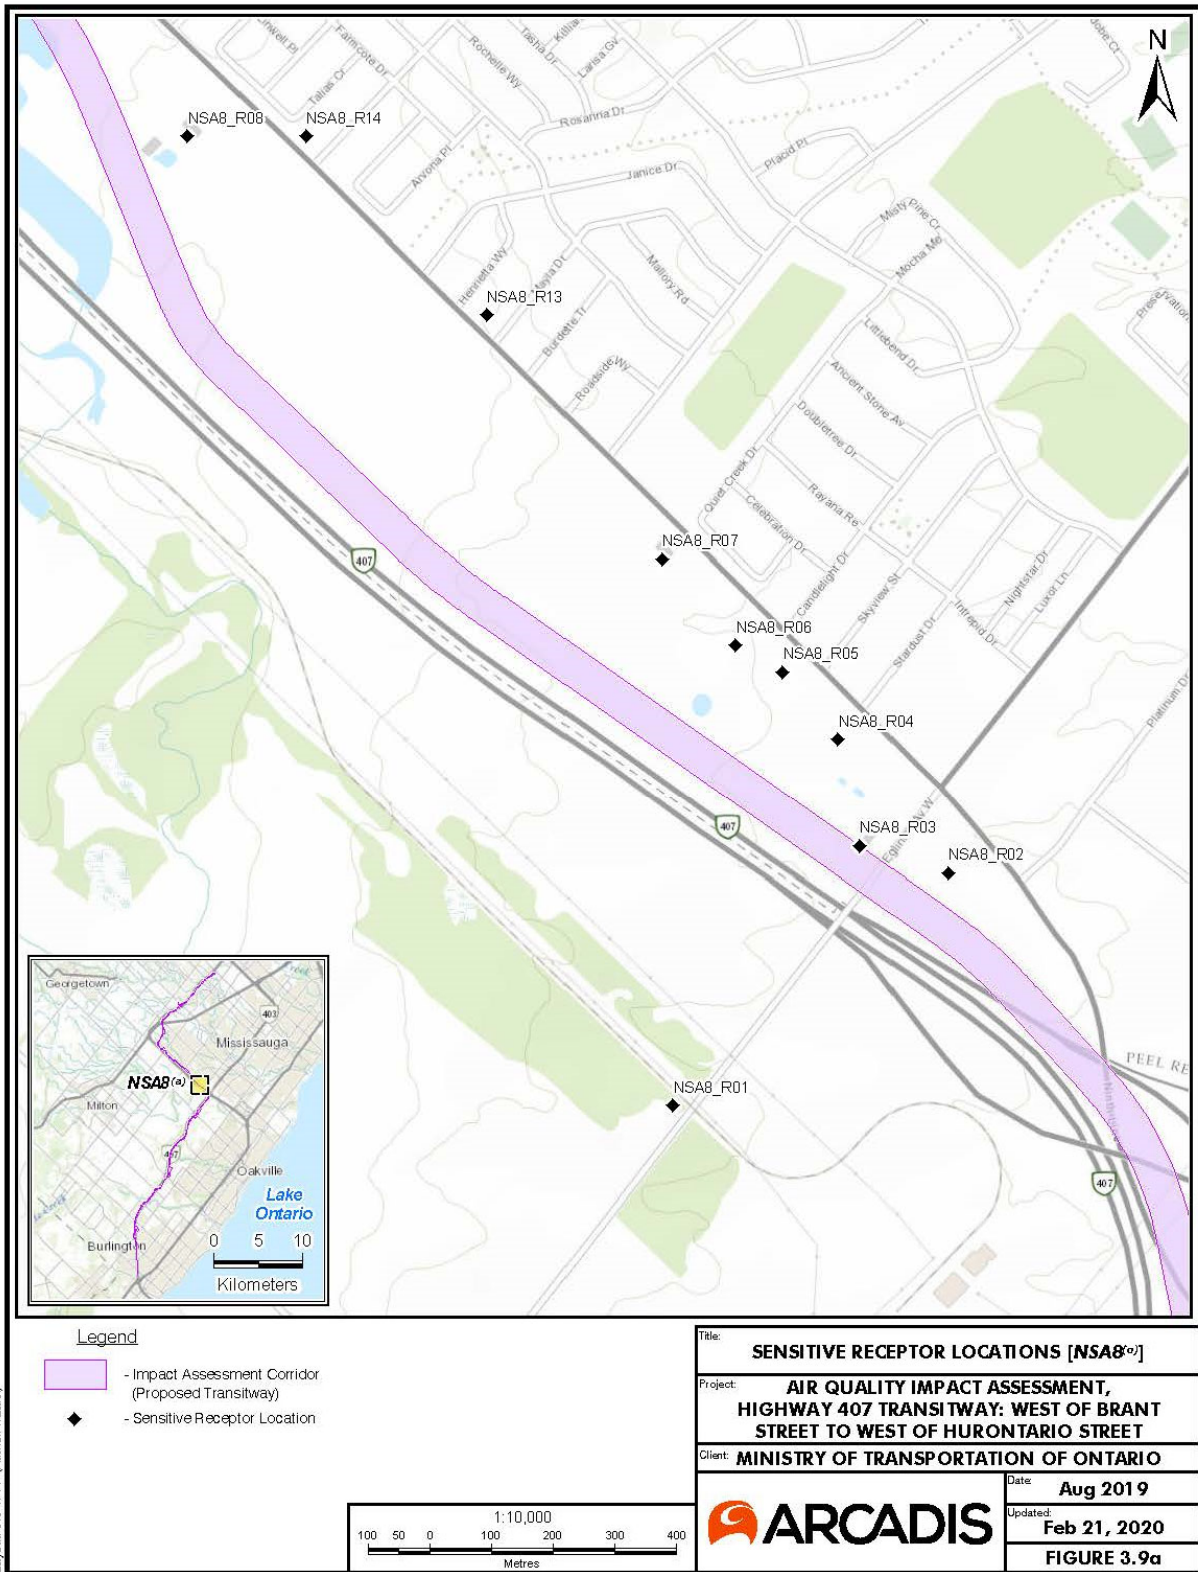 N
Talias Cr
Farmcote Dr
Rochelle Wy
Tasha Dr
Larisa Gv
Rosanna Dr
Placid Pl
Janice Dr
Arvona Pl
Misty Pine Cr
Mocha Me
Mallory Rd
Henrietta Wy
Burdette Tr
Roadside Wy
Littlebend Dr
Ancient Stone Av
Doubletree Dr
Rayana Re
Quiet Creek Dr
Celebration Dr
Candlelight Dr
Skyview St
Stardust Dr
Intrepid Dr
Nightstar Dr
Luxor Ln
Platinum Dr
NSA8_R08
NSA8_R14
NSA8_R13
NSA8_R07
NSA8_R06
NSA8_R05
NSA8_R04
NSA8_R03
NSA8_R02
NSA8_R01
407
407
407
PEEL RE
Georgetown
403
Mississauga
NSA8(a)
Milton
407
Oakville
Lake
Ontario
Burlington
0 5 10
Kilometers
Legend
- Impact Assessment Corridor
(Proposed Transitway)
- Sensitive Receptor Location
1:10,000
100 50 0 100 200 300 400
Metres
Title:
SENSITIVE RECEPTOR LOCATIONS [NSA8(a)]
Project:
AIR QUALITY IMPACT ASSESSMENT,
HIGHWAY 407 TRANSITWAY: WEST OF BRANT
STREET TO WEST OF HURONTARIO STREET
Client: MINISTRY OF TRANSPORTATION OF ONTARIO
ARCADIS
Date:
Aug 2019
Updated:
Feb 21, 2020
FIGURE 3.9a